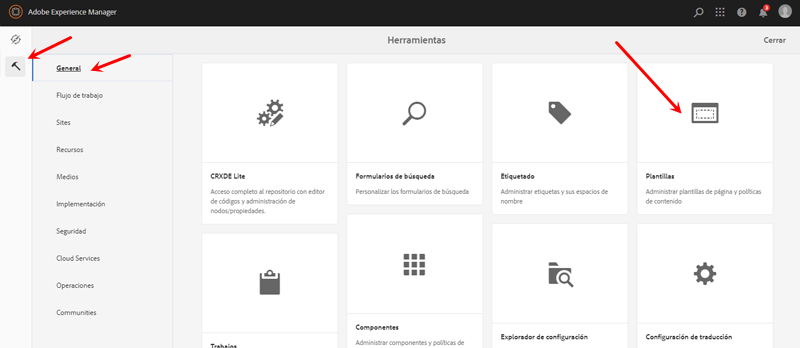 Adobe Experience Manager
Herramientas
Cerrar
General
Flujo de trabajo
Sites
Recursos
Medios
Implementación
Seguridad
Cloud Services
Operaciones
Communities
CRXDE Lite
Acceso completo al repositorio con editor
de códigos y administración de
nodos/propiedades.
Formularios de búsqueda
Personalizar los formularios de búsqueda
Etiquetado
Administrar etiquetas y sus espacios de
nombre
Plantillas
Administrar plantillas de página y políticas
de contenido
Trabajos
Componentes
Administrar componentes y políticas de
Explorador de configuración
Configuración de traducción